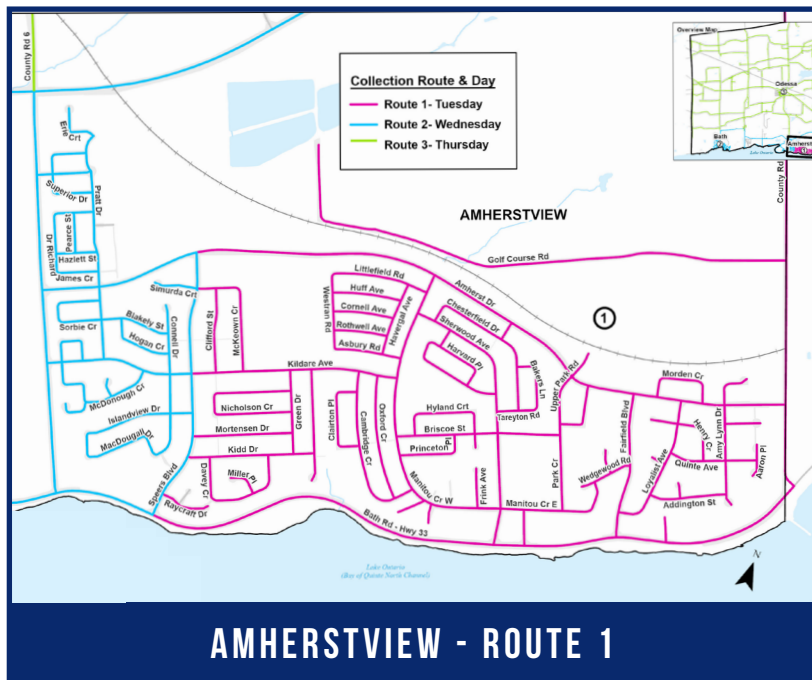 County Rd 6
Overview Map
Odessa
Bath
Lake Ontario
Amherst
County Rd
Collection Route & Day
Route 1- Tuesday
Route 2- Wednesday
Route 3- Thursday
AMHERSTVIEW
Erie Crt
Superior Dr
Pratt Dr
Pearce St
Dr Richard
Hazlett St
James Cr
Golf Course Rd
Simurda Crt
Littlefield Rd
Amherst Dr
Huff Ave
Westran Rd
Cornell Ave
Havergal Ave
Rothwell Ave
Asbury Rd
Chesterfield Dr
Sherwood Ave
Harvard Pl
Bakers Ln
Upper Park Rd
1
Sorbie Cr
Blakely St
Hogan Cr
Connell Dr
Clifford St
McKeown Cr
Kildare Ave
Morden Cr
McDonough Cr
Islandview Dr
MacDougall Dr
Nicholson Cr
Mortensen Dr
Green Dr
Kidd Dr
Clairton Pl
Cambridge Cr
Oxford Cr
Hyland Crt
Briscoe St
Princeton Pl
Tareyton Rd
Fairfield Blvd
Henry Cr
Amy Lynn Dr
Speers Blvd
Davey Cr
Miller Pl
Raycraft Dr
Manitou Cr W
Frink Ave
Manitou Cr E
Park Cr
Wedgewood Rd
Loyalist Ave
Quinte Ave
Aaron Pl
Addington St
Bath Rd - Hwy 33
Lake Ontario
(Bay of Quinte North Channel)
N
AMHERSTVIEW - ROUTE 1